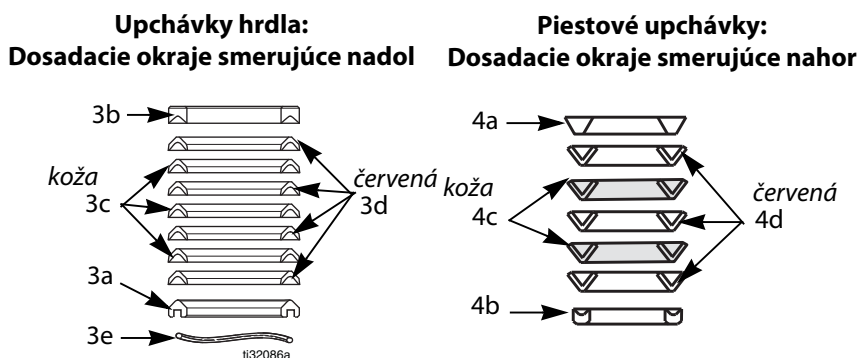 Upchávky hrdla:
Dosadacie okraje smerujúce nadol
3b
koža
3c
červená
3d
3a
3e
ti32086a
Piestové upchávky:
Dosadacie okraje smerujúce nahor
4a
koža
4c
červená
4d
4b